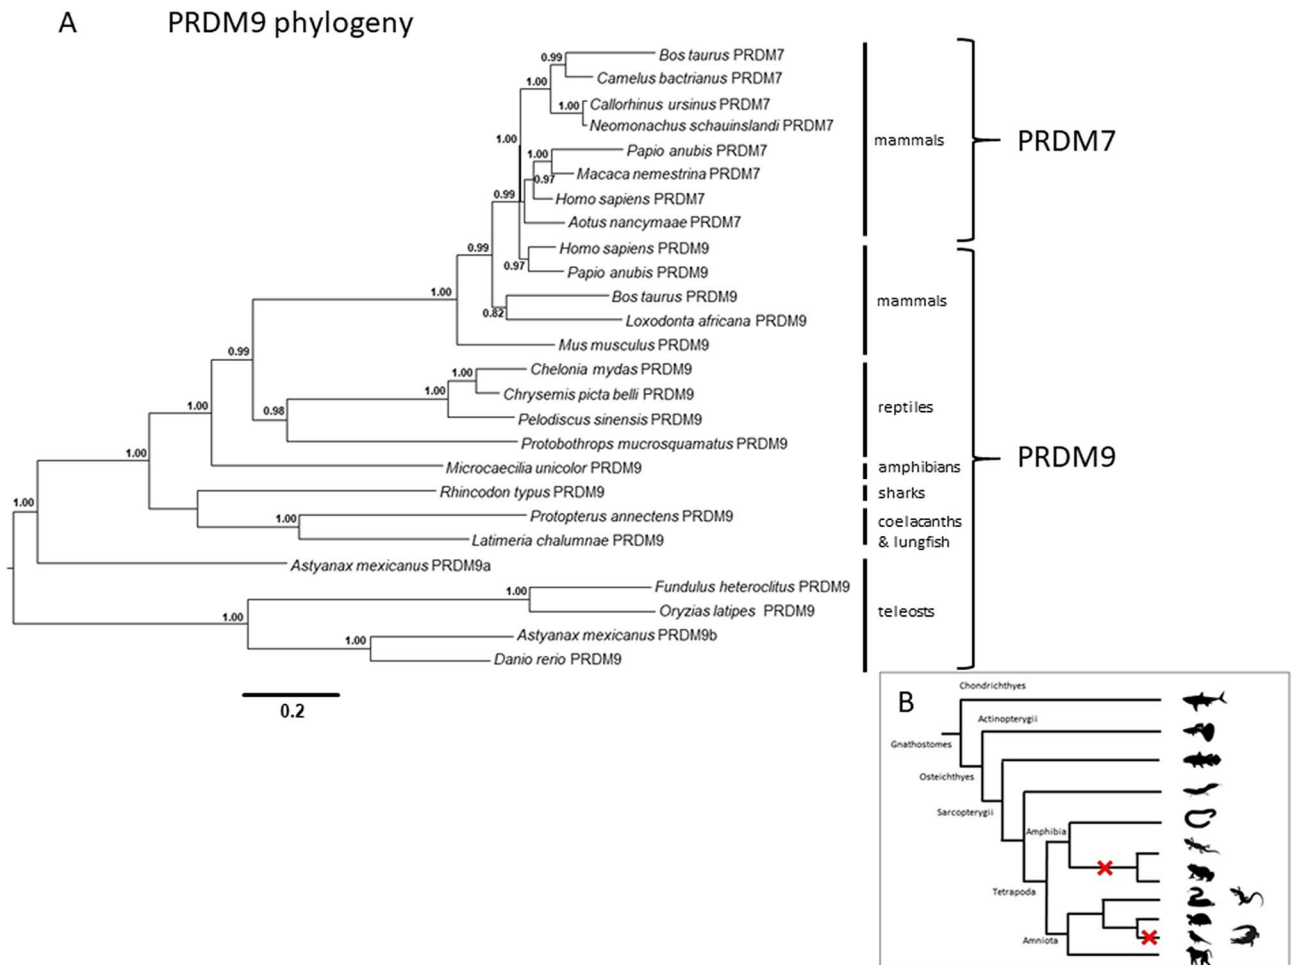 A PRDM9 phylogeny
0.99 Bos taurus PRDM7
1.00 Camelus bactrianus PRDM7
1.00 Callorhinus ursinus PRDM7
Neomonachus schauinslandi PRDM7
1.00
mammals
PRDM7
1.00 Papio anubis PRDM7
0.97 Macaca nemestrina PRDM7
0.99 Homo sapiens PRDM7
Aotus nancymaae PRDM7
0.99 Homo sapiens PRDM9
0.97 Papio anubis PRDM9
1.00 Bos taurus PRDM9
mammals
0.82 Loxodonta africana PRDM9
Mus musculus PRDM9
0.99
1.00 Chelonia mydas PRDM9
1.00 Chrysemis picta belli PRDM9
1.00 0.98 Pelodiscus sinensis PRDM9
reptiles
Protobothrops mucrosquamatus PRDM9
1.00
PRDM9
Microcaecilia unicolor PRDM9
amphibians
Rhincodon typus PRDM9
sharks
1.00
1.00 Protopterus annectens PRDM9
coelacanths
& lungfish
Latimeria chalumnae PRDM9
Astyanax mexicanus PRDM9a
1.00 Fundulus heteroclitus PRDM9
Oryzias latipes PRDM9
teleosts
1.00
1.00 Astyanax mexicanus PRDM9b
Danio rerio PRDM9
0.2
B
Chondrichthyes
Actinopterygii
Gnathostomes
Osteichthyes
Sarcopterygii
Amphibia
Tetrapoda
Amniota